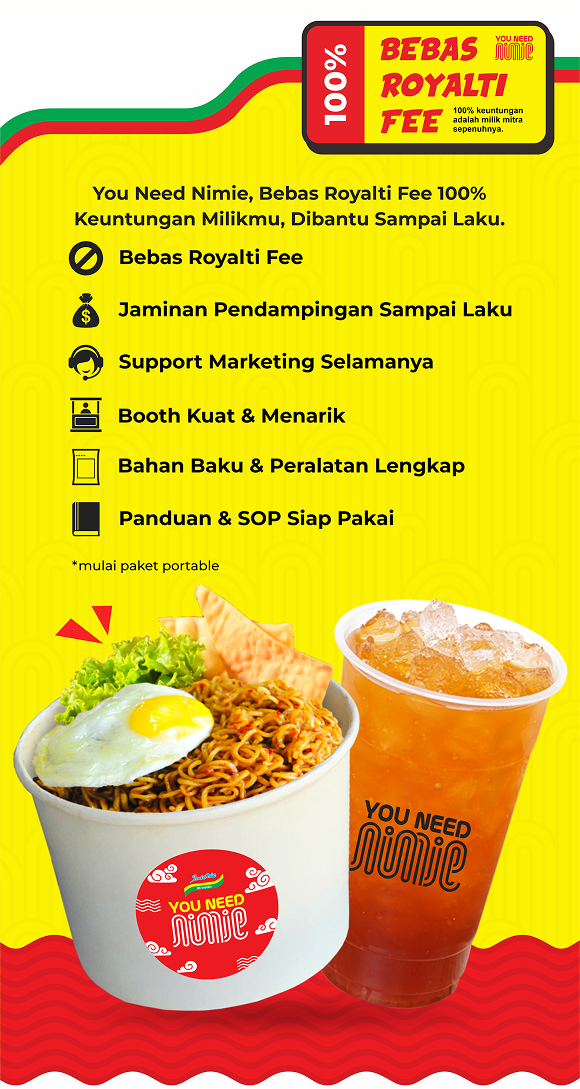 100%
BEBAS
ROYALTI
FEE
YOU NEED
nimie
100% keuntungan
adalah milik mitra
sepenuhnya.
You Need Nimie, Bebas Royalti Fee 100%
Keuntungan Milikmu, Dibantu Sampai Laku.
Bebas Royalti Fee
$
Jaminan Pendampingan Sampai Laku
Support Marketing Selamanya
Booth Kuat & Menarik
Bahan Baku & Peralatan Lengkap
Panduan & SOP Siap Pakai
*mulai paket portable
YOU NEED
nimie
Indomie
YOU NEED
nimie